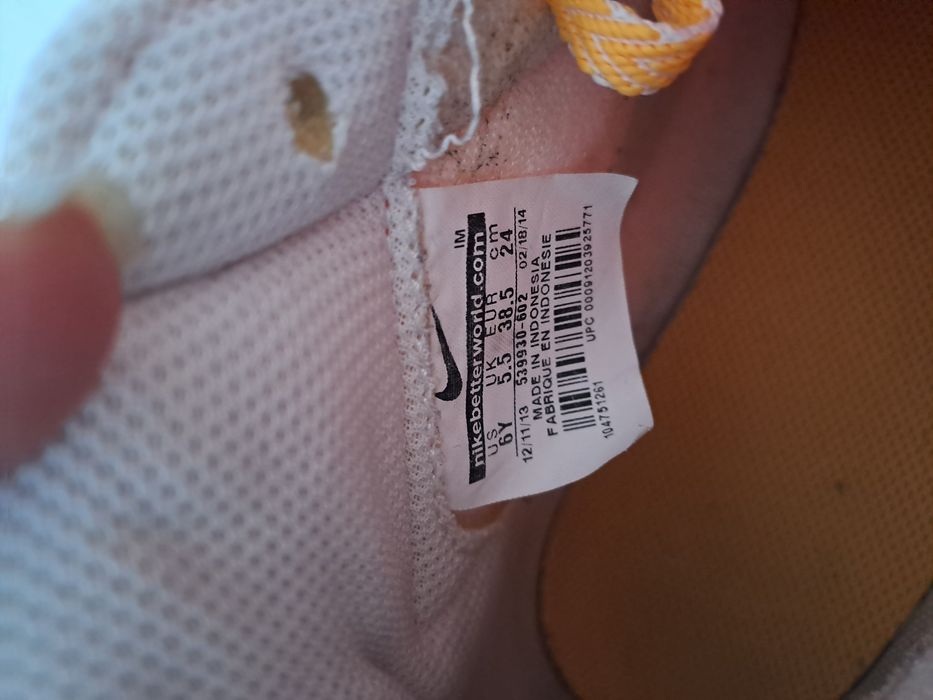 IM
nikebetterworld.com
US UK EUR cm
6Y 5.5 38.5 24
12/11/13 539930-602 02/18/14
MADE IN INDONESIA
FABRIQUE EN INDONESIE
UPC 00091203925771
104751261